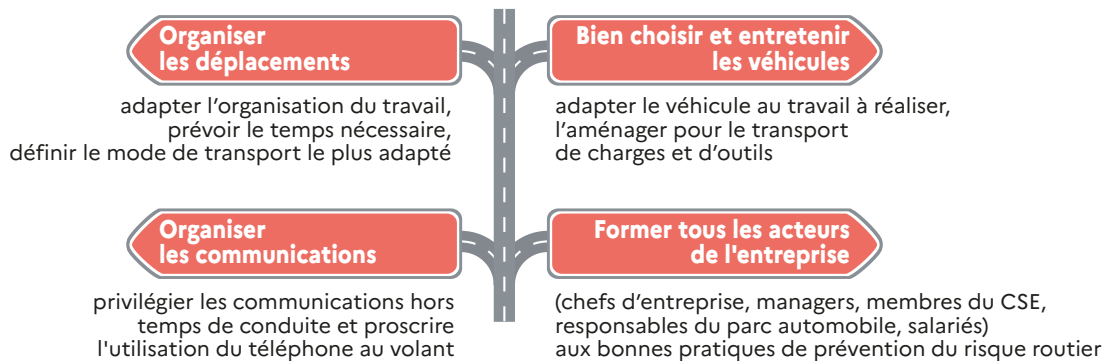 Organiser
les déplacements
adapter l’organisation du travail,
prévoir le temps nécessaire,
définir le mode de transport le plus adapté
Bien choisir et entretenir
les véhicules
adapter le véhicule au travail à réaliser,
l’aménager pour le transport
de charges et d’outils
Organiser
les communications
privilégier les communications hors
temps de conduite et proscrire
l'utilisation du téléphone au volant
Former tous les acteurs
de l'entreprise
(chefs d’entreprise, managers, membres du CSE,
responsables du parc automobile, salariés)
aux bonnes pratiques de prévention du risque routier